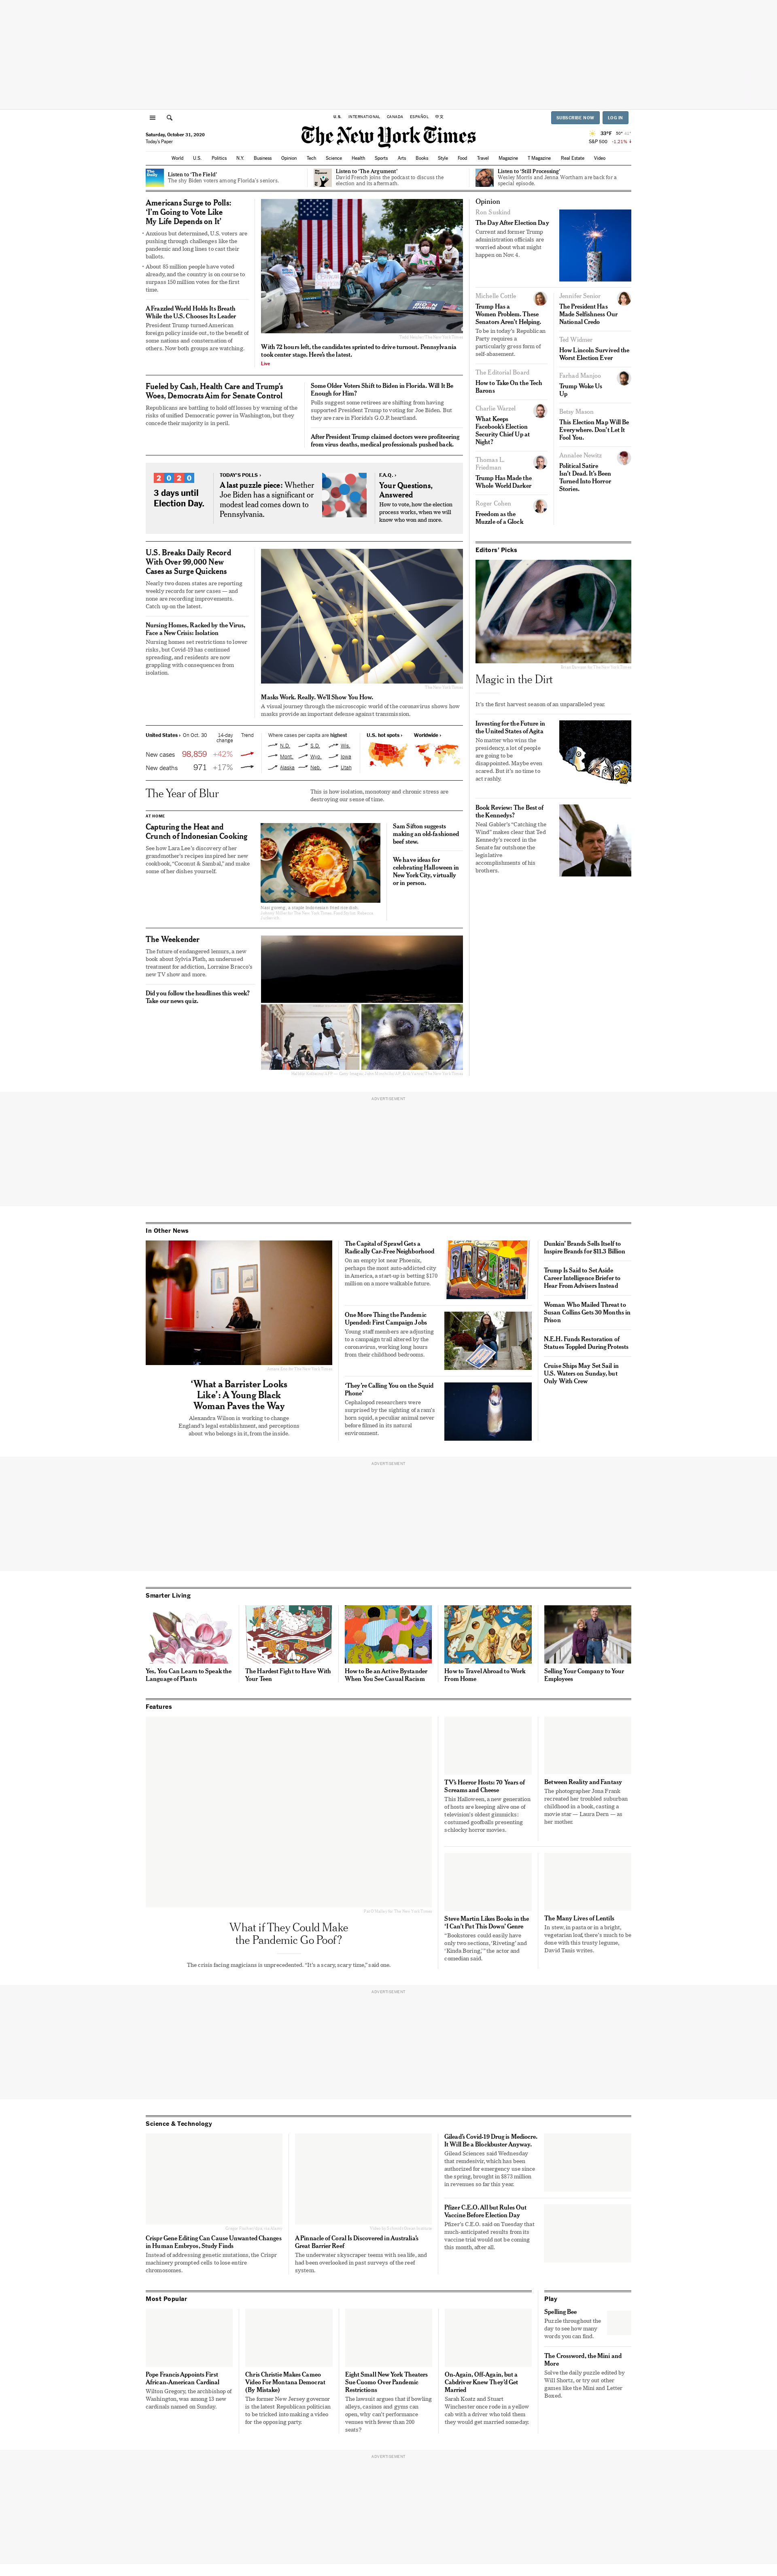 U.S. INTERNATIONAL CANADA ESPAÑOL 中文
SUBSCRIBE NOW LOG IN
Saturday, October 31, 2020
Today's Paper
The New York Times
33°F
S&P 500 -1.21%
World U.S. Politics N.Y. Business Opinion Tech Science Health Sports Arts Books Style Food Travel Magazine T Magazine Real Estate Video
Listen to 'The Field'
The shy Biden voters among Florida's seniors.
Listen to 'The Argument'
David French joins the podcast to discuss the
election and its aftermath.
Listen to 'Still Processing'
Wesley Morris and Jenna Wortham are back for a
special episode.
Americans Surge to Polls:
'I'm Going to Vote Like
My Life Depends on It'
• Anxious but determined, U.S. voters are
pushing through challenges like the
pandemic and long lines to cast their
ballots.
• About 85 million people have voted
already, and the country is on course to
surpass 150 million votes for the first
time.
A Frazzled World Holds Its Breath
While the U.S. Chooses Its Leader
President Trump turned American
foreign policy inside out, to the benefit of
some nations and consternation of
others. Now both groups are watching.
With 72 hours left, the candidates sprinted to drive turnout. Pennsylvania
took center stage. Here's the latest.
Live
Fueled by Cash, Health Care and Trump's
Woes, Democrats Aim for Senate Control
Republicans are battling to hold off losses by warning of the
risks of unified Democratic power in Washington, but they
concede their majority is in peril.
Some Older Voters Shift to Biden in Florida. Will It Be
Enough for Him?
Polls suggest some retirees are shifting from having
supported President Trump to voting for Joe Biden. But
they are rare in Florida's G.O.P. heartland.
After President Trump claimed doctors were profiteering
from virus deaths, medical professionals pushed back.
2020
3 days until
Election Day.
TODAY'S POLLS ›
A last puzzle piece: Whether
Joe Biden has a significant or
modest lead comes down to
Pennsylvania.
F.A.Q. ›
Your Questions,
Answered
How to vote, how the election
process works, when we will
know who won and more.
U.S. Breaks Daily Record
With Over 99,000 New
Cases as Surge Quickens
Nearly two dozen states are reporting
weekly records for new cases — and
none are recording improvements.
Catch up on the latest.
Nursing Homes, Racked by the Virus,
Face a New Crisis: Isolation
Nursing homes set restrictions to lower
risks, but Covid-19 has continued
spreading, and residents are now
grappling with consequences from
isolation.
The New York Times
Masks Work. Really. We'll Show You How.
A visual journey through the microscopic world of the coronavirus shows how
masks provide an important defense against transmission.
United States › On Oct. 30 14-day
change Trend
New cases 98,859 +42%
New deaths 971 +17%
Where cases per capita are highest
N.D. S.D. Wis.
Mont. Wyo. Iowa
Alaska Neb. Utah
U.S. hot spots › Worldwide ›
The Year of Blur
This is how isolation, monotony and chronic stress are
destroying our sense of time.
AT HOME
Capturing the Heat and
Crunch of Indonesian Cooking
See how Lara Lee's discovery of her
grandmother's recipes inspired her new
cookbook, "Coconut & Sambal," and make
some of her dishes yourself.
Sam Sifton suggests
making an old-fashioned
beef stew.
We have ideas for
celebrating Halloween in
New York City, virtually
or in person.
The Weekender
The future of endangered lemurs, a new
book about Sylvia Plath, an underused
treatment for addiction, Lorraine Bracco's
new TV show and more.
Did you follow the headlines this week?
Take our news quiz.
Opinion
Ron Suskind
The Day After Election Day
Current and former Trump
administration officials are
worried about what might
happen on Nov. 4.
Michelle Cottle
Trump Has a
Women Problem. These
Senators Aren't Helping.
To be in today's Republican
Party requires a
particularly gross form of
self-abasement.
The Editorial Board
How to Take On the Tech
Barons
Charlie Warzel
What Keeps
Facebook's Election
Security Chief Up at
Night?
Thomas L.
Friedman
Trump Has Made the
Whole World Darker
Roger Cohen
Freedom as the
Muzzle of a Glock
Jennifer Senior
The President Has
Made Selfishness Our
National Credo
Ted Widmer
How Lincoln Survived the
Worst Election Ever
Farhad Manjoo
Trump Woke Us
Up
Betsy Mason
This Election Map Will Be
Everywhere. Don't Let It
Fool You.
Annalee Newitz
Political Satire
Isn't Dead. It's Been
Turned Into Horror
Stories.
Editors' Picks
Magic in the Dirt
It's the first harvest season of an unparalleled year.
Investing for the Future in
the United States of Agita
No matter who wins the
presidency, a lot of people
are going to be
disappointed. Maybe even
scared. But it's no time to
act rashly.
Book Review: The Best of
the Kennedys?
Neal Gabler's "Catching the
Wind" makes clear that Ted
Kennedy's record in the
Senate far outshone the
legislative
accomplishments of his
brothers.
ADVERTISEMENT
In Other News
'What a Barrister Looks
Like': A Young Black
Woman Paves the Way
Alexandra Wilson is working to change
England's legal establishment, and perceptions
about who belongs in it, from the inside.
The Capital of Sprawl Gets a
Radically Car-Free Neighborhood
On an empty lot near Phoenix,
perhaps the most auto-addicted city
in America, a start-up is betting $170
million on a more walkable future.
One More Thing the Pandemic
Upended: First Campaign Jobs
Young staff members are adjusting
to a campaign trail altered by the
coronavirus, working long hours
from their childhood bedrooms.
'They're Calling You on the Squid
Phone'
Cephalopod researchers were
surprised by the sighting of a ram's
horn squid, a peculiar animal never
before filmed in its natural
environment.
Dunkin' Brands Sells Itself to
Inspire Brands for $11.3 Billion
Trump Is Said to Set Aside
Career Intelligence Briefer to
Hear From Advisers Instead
Woman Who Mailed Threat to
Susan Collins Gets 30 Months in
Prison
N.E.H. Funds Restoration of
Statues Toppled During Protests
Cruise Ships May Set Sail in
U.S. Waters on Sunday, but
Only With Crew
ADVERTISEMENT
Smarter Living
Yes, You Can Learn to Speak the
Language of Plants
The Hardest Fight to Have With
Your Teen
How to Be an Active Bystander
When You See Casual Racism
How to Travel Abroad to Work
From Home
Selling Your Company to Your
Employees
Features
What if They Could Make
the Pandemic Go Poof?
The crisis facing magicians is unprecedented. "It's a scary, scary time," said one.
TV's Horror Hosts: 70 Years of
Screams and Cheese
This Halloween, a new generation
of hosts are keeping alive one of
television's oldest gimmicks:
costumed goofballs presenting
schlocky horror movies.
Between Reality and Fantasy
The photographer Jona Frank
recreated her troubled suburban
childhood in a book, casting a
movie star — Laura Dern — as
her mother.
Steve Martin Likes Books in the
'I Can't Put This Down' Genre
"Bookstores could easily have
only two sections, 'Riveting' and
'Kinda Boring,'" the actor and
comedian said.
The Many Lives of Lentils
In stew, in pasta or in a bright,
vegetarian loaf, there's much to be
done with this trusty legume,
David Tanis writes.
ADVERTISEMENT
Science & Technology
Crispr Gene Editing Can Cause Unwanted Changes
in Human Embryos, Study Finds
Instead of addressing genetic mutations, the Crispr
machinery prompted cells to lose entire
chromosomes.
A Pinnacle of Coral Is Discovered in Australia's
Great Barrier Reef
The underwater skyscraper teems with sea life, and
had been overlooked in past surveys of the reef
system.
Gilead's Covid-19 Drug is Mediocre.
It Will Be a Blockbuster Anyway.
Gilead Sciences said Wednesday
that remdesivir, which has been
authorized for emergency use since
the spring, brought in $873 million
in revenues so far this year.
Pfizer C.E.O. All but Rules Out
Vaccine Before Election Day
Pfizer's C.E.O. said on Tuesday that
much-anticipated results from its
vaccine trial would not be coming
this month, after all.
Most Popular
Pope Francis Appoints First
African-American Cardinal
Wilton Gregory, the archbishop of
Washington, was among 13 new
cardinals named on Sunday.
Chris Christie Makes Cameo
Video For Montana Democrat
(By Mistake)
The former New Jersey governor
is the latest Republican politician
to be tricked into making a video
for the opposing party.
Eight Small New York Theaters
Sue Cuomo Over Pandemic
Restrictions
The lawsuit argues that if bowling
alleys, casinos and gyms can
open, why can't performance
venues with fewer than 200
seats?
On-Again, Off-Again, but a
Cabdriver Knew They'd Get
Married
Sarah Kostz and Stuart
Winchester once rode in a yellow
cab with a driver who told them
they would get married someday.
Play
Spelling Bee
Puzzle throughout the
day to see how many
words you can find.
The Crossword, the Mini and
More
Solve the daily puzzle edited by
Will Shortz, or try out other
games like the Mini and Letter
Boxed.
ADVERTISEMENT